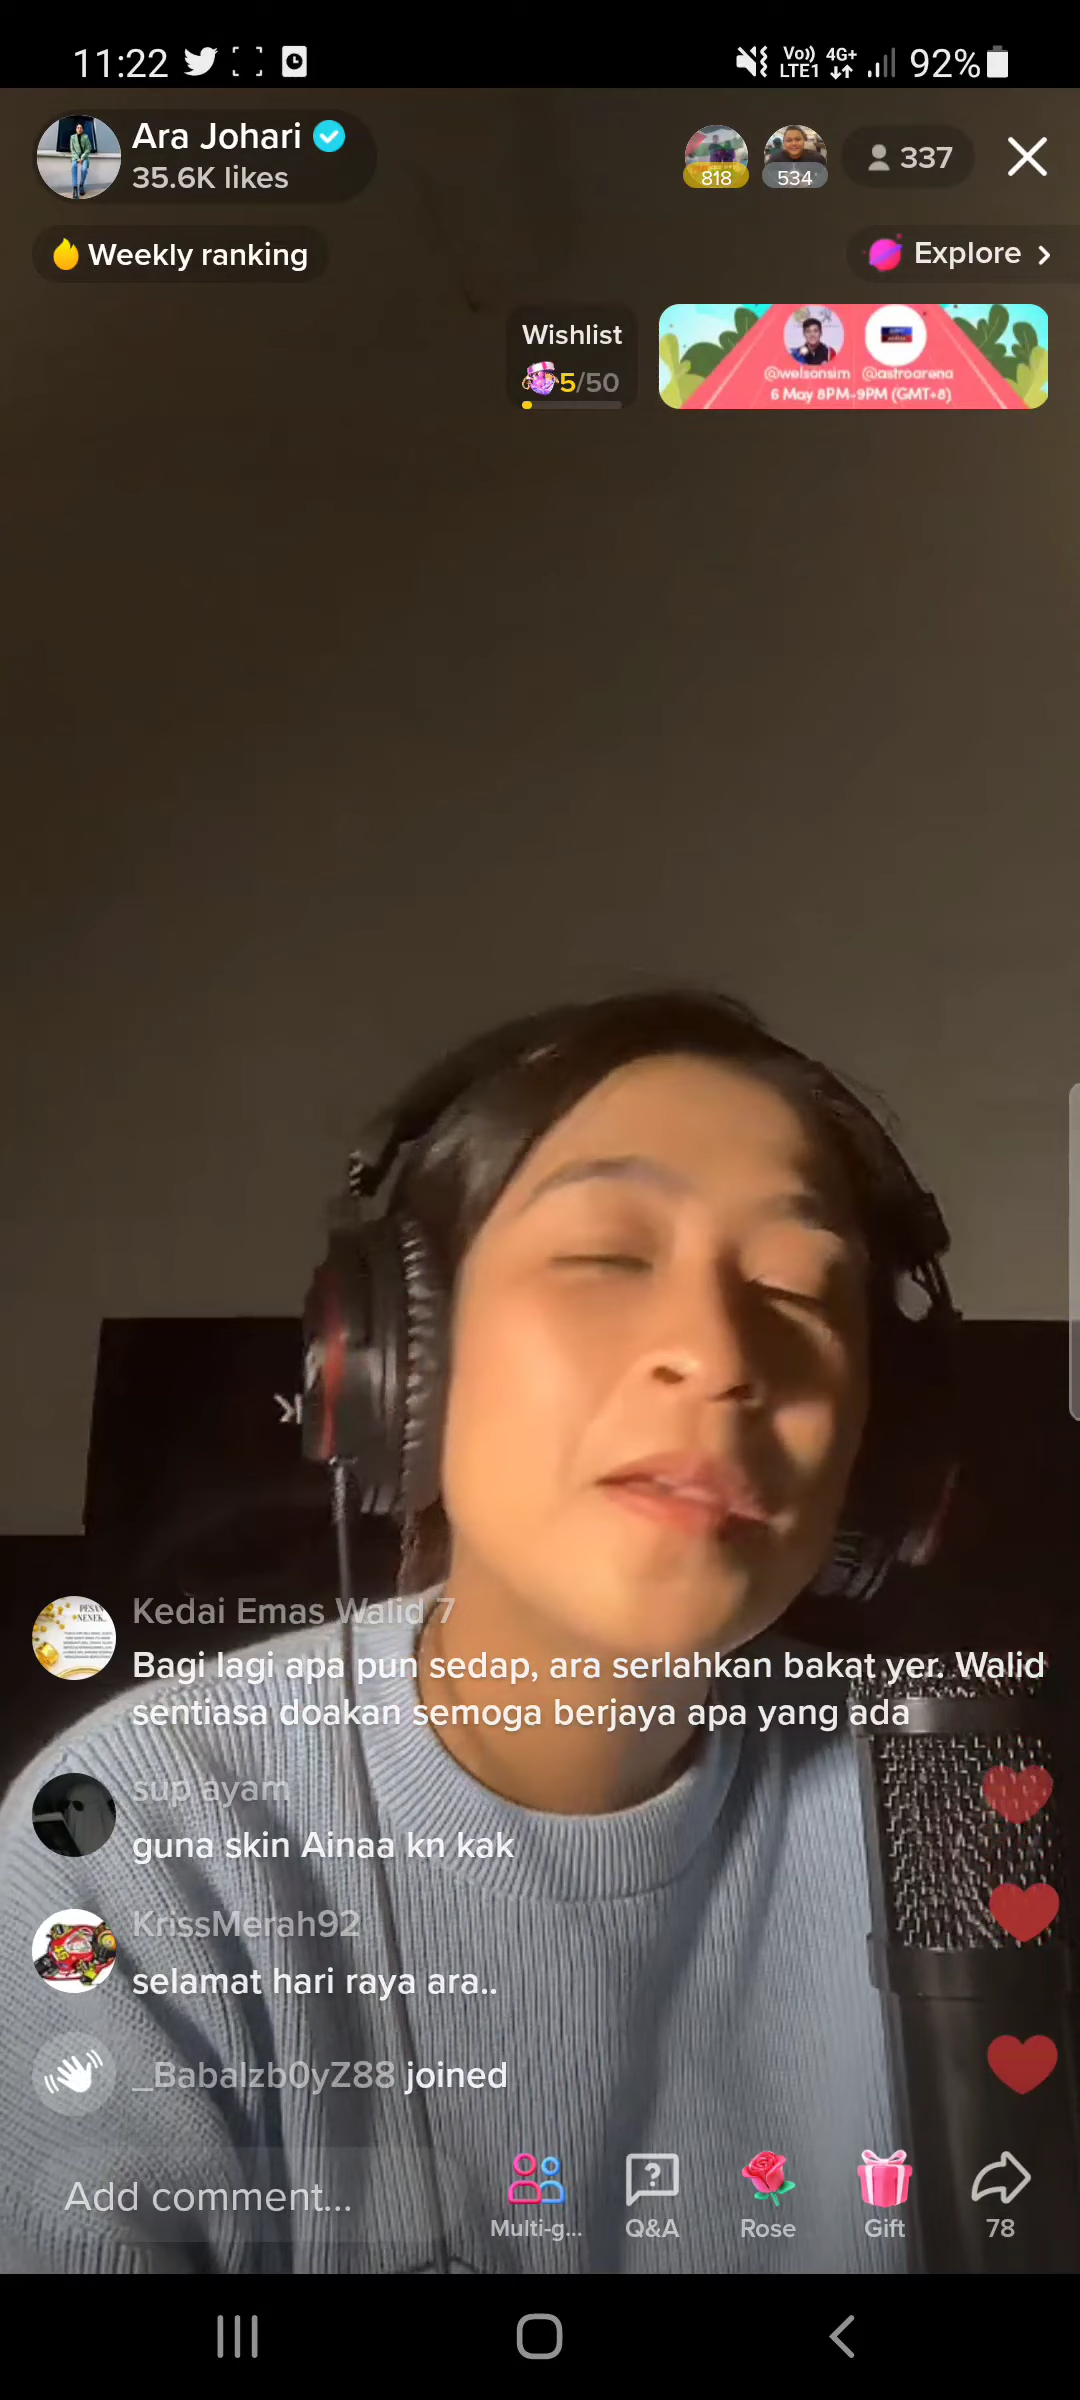 11:22
Vo)) LTE1 4G+ 92%
Ara Johari
35.6K likes
818
534
337
Weekly ranking
Explore
Wishlist
5/50
@welsonsim @astroarena
6 May 8PM-9PM (GMT+8)
PESAN NENEK..
Kedai Emas Walid 7
Bagi lagi apa pun sedap, ara serlahkan bakat yer. Walid
sentiasa doakan semoga berjaya apa yang ada
sup ayam
guna skin Ainaa kn kak
KrissMerah92
selamat hari raya ara..
_Babalzb0yZ88 joined
Add comment...
Multi-g...
Q&A
Rose
Gift
78